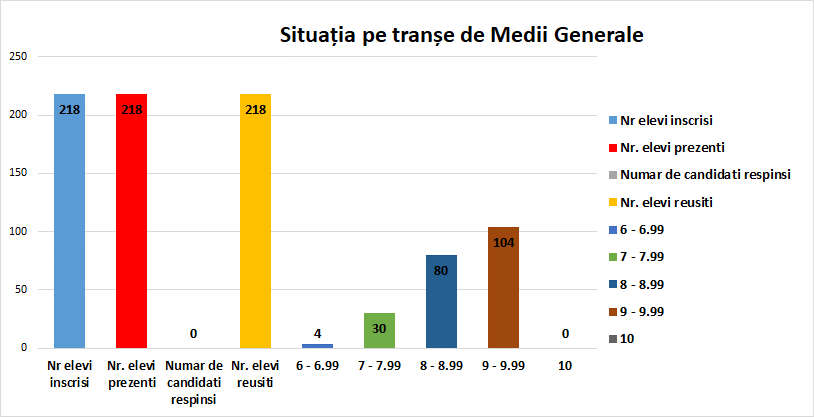 Situația pe tranșe de Medii Generale
250
200
150
100
50
0
218
218
0
218
4
30
80
104
0
Nr elevi
inscrisi
Nr. elevi
prezenti
Numar de
candidati
respinsi
Nr. elevi
reusiti
6 - 6.99
7 - 7.99
8 - 8.99
9 - 9.99
10
Nr elevi inscrisi
Nr. elevi prezenti
Numar de candidati respinsi
Nr. elevi reusiti
6 - 6.99
7 - 7.99
8 - 8.99
9 - 9.99
10